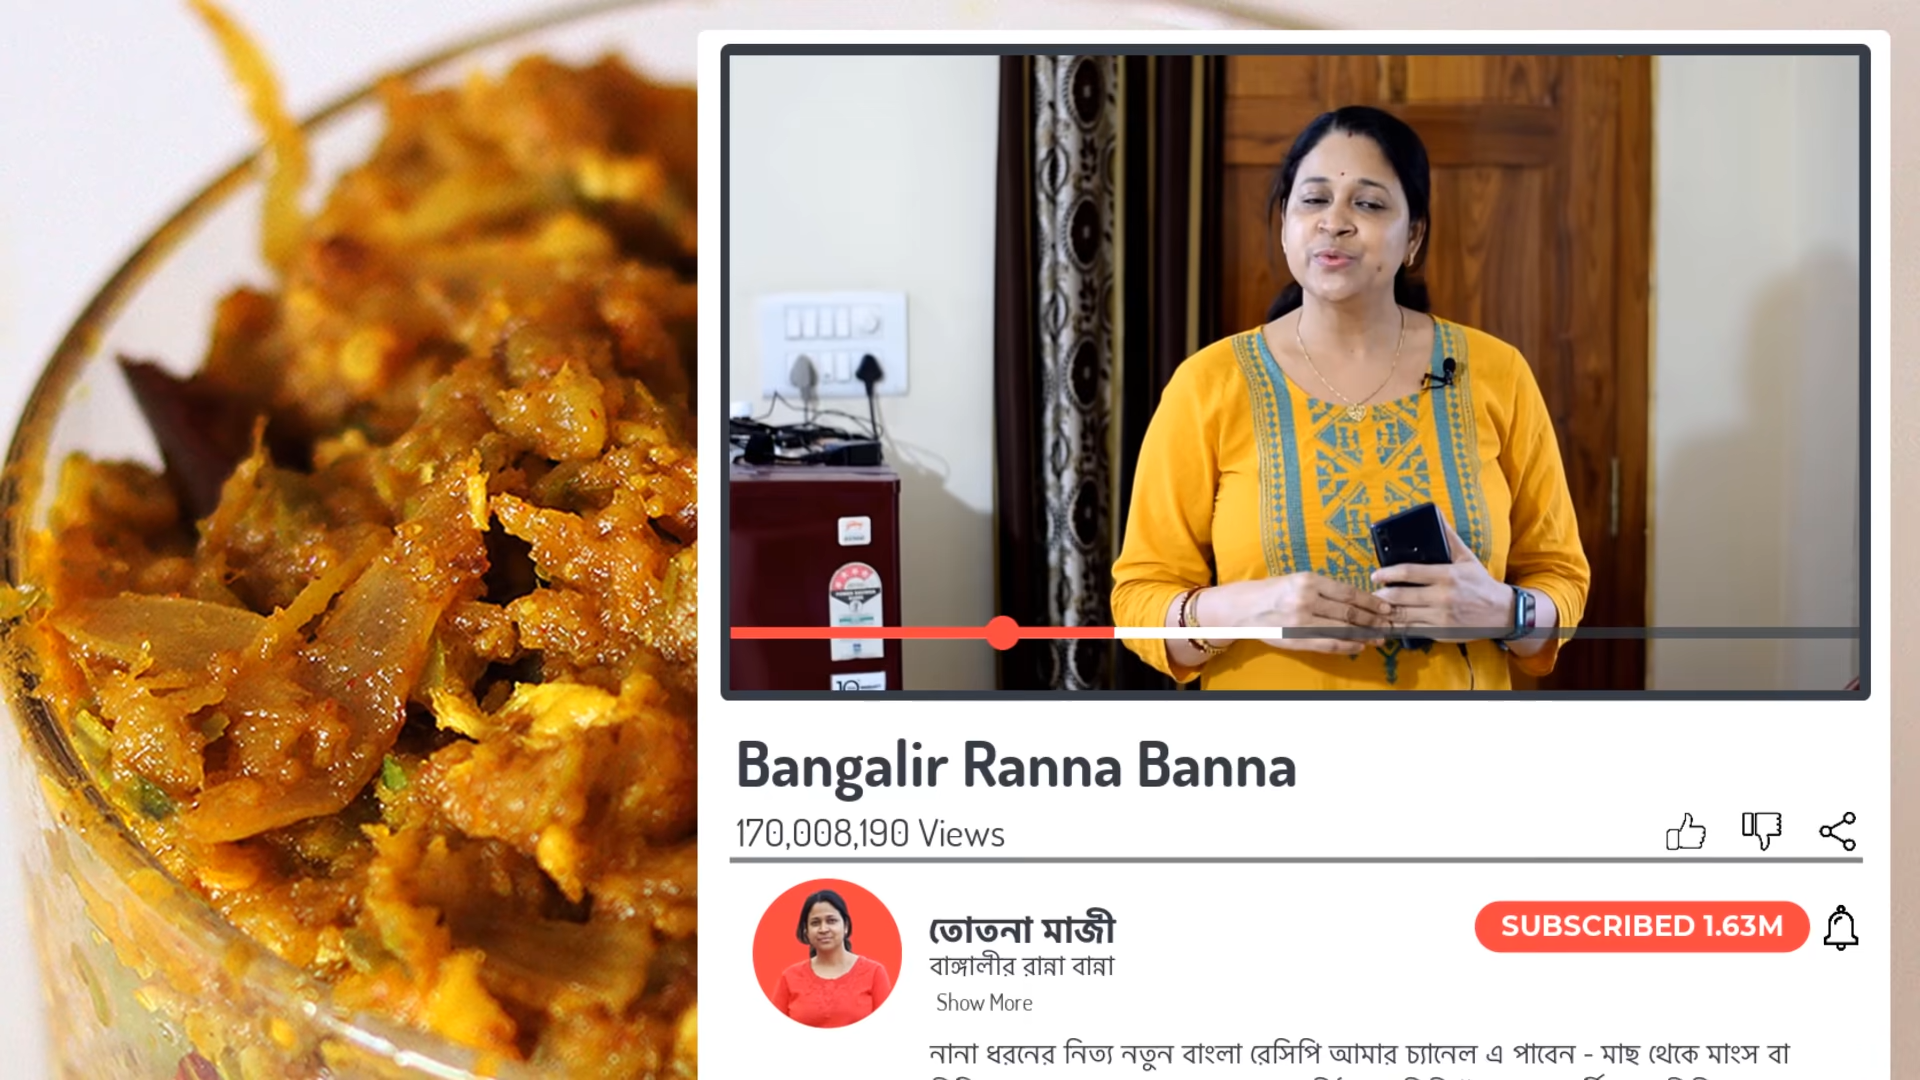 Bangalir Ranna Banna
170,008,190 Views
তোতনা মাজী
SUBSCRIBED 1.63M
বাঙ্গালীর রান্না বান্না
Show More
নানা ধরনের নিত্য নতুন বাংলা রেসিপি আমার চ্যানেল এ পাবেন - মাছ থেকে মাংস বা